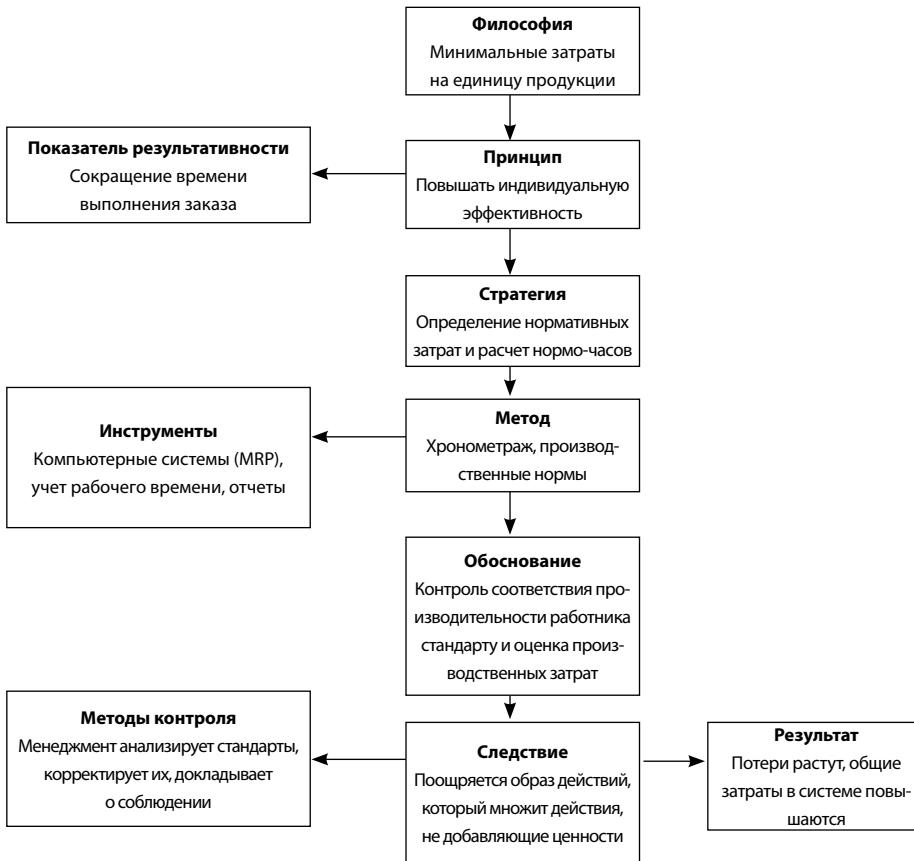 Философия
Минимальные затраты
на единицу продукции
Показатель результативности
Сокращение времени
выполнения заказа
Принцип
Повышать индивидуальную
эффективность
Стратегия
Определение нормативных
затрат и расчет нормо-часов
Инструменты
Компьютерные системы (MRP),
учет рабочего времени, отчеты
Метод
Хронометраж, производ-
ственные нормы
Обоснование
Контроль соответствия про-
изводительности работника
стандарту и оценка произ-
водственных затрат
Методы контроля
Менеджмент анализирует стандарты,
корректирует их, докладывает
о соблюдении
Следствие
Поощряется образ действий,
который множит действия,
не добавляющие ценности
Результат
Потери растут, общие
затраты в системе повы-
шаются